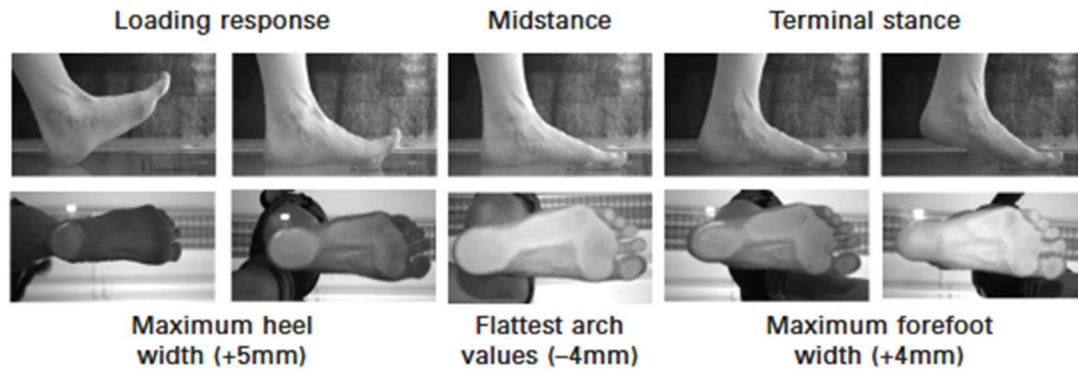 Loading response
Midstance
Terminal stance
Maximum heel
width (+5mm)
Flattest arch
values (–4mm)
Maximum forefoot
width (+4mm)